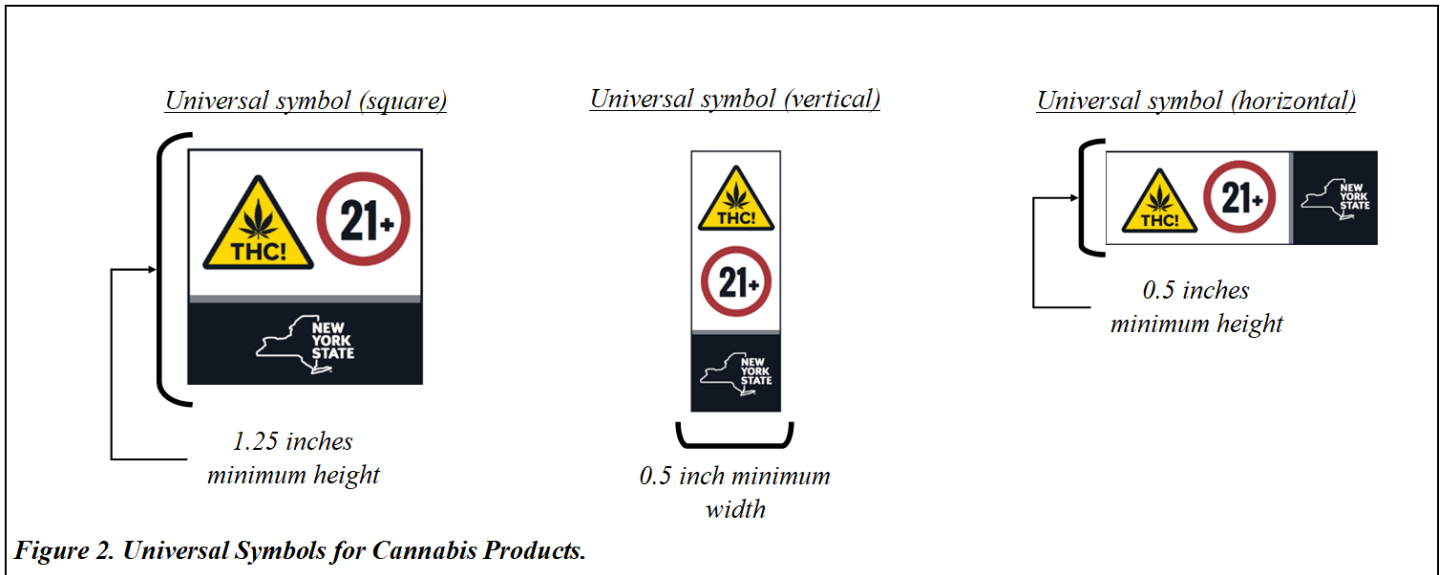 Universal symbol (square)
THC!
21+
NEW
YORK
STATE
1.25 inches
minimum height
Universal symbol (vertical)
THC!
21+
NEW
YORK
STATE
0.5 inch minimum
width
Universal symbol (horizontal)
THC!
21+
NEW
YORK
STATE
0.5 inches
minimum height
Figure 2. Universal Symbols for Cannabis Products.